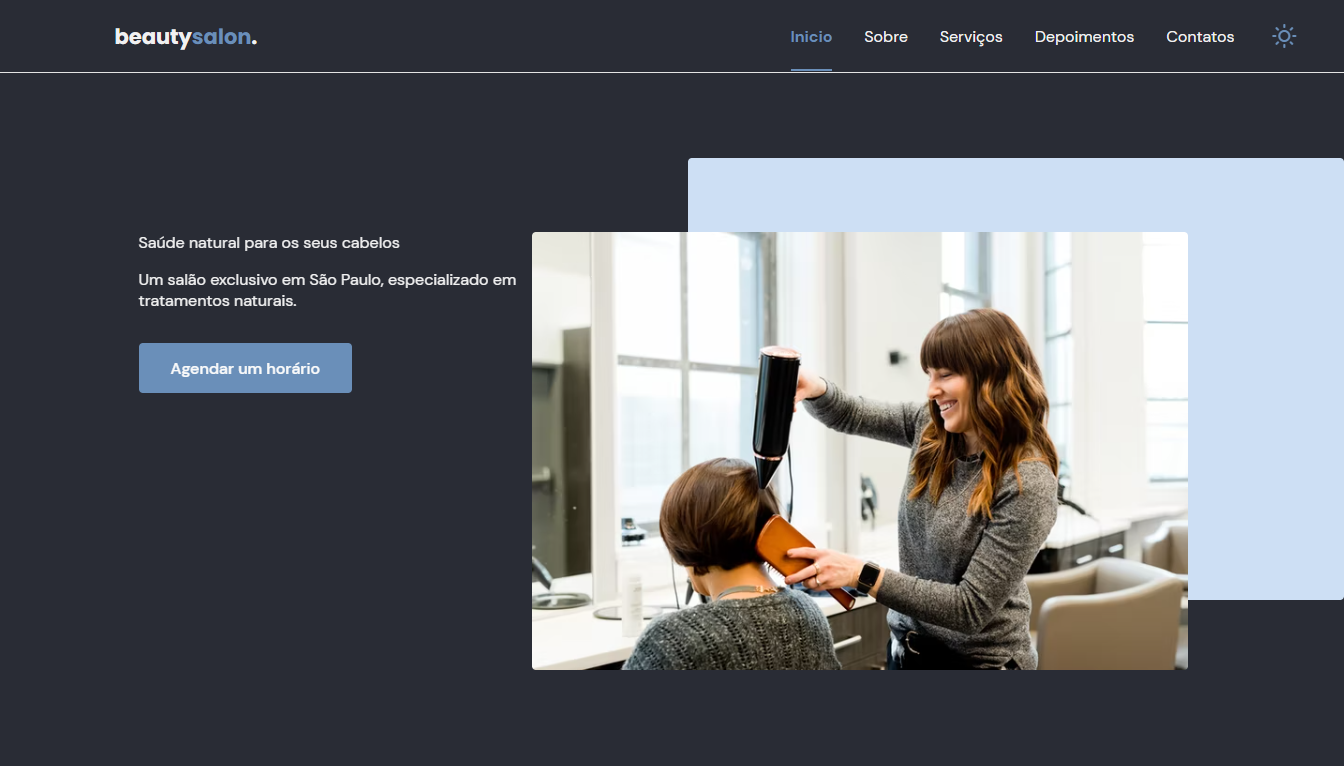 beautysalon.
Inicio
Sobre
Serviços
Depoimentos
Contatos
Saúde natural para os seus cabelos
Um salão exclusivo em São Paulo, especializado em
tratamentos naturais.
Agendar um horário